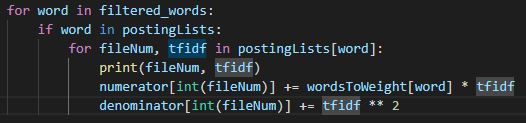 for word in filtered_words:
    if word in postingLists:
        for fileNum, tfidf in postingLists[word]:
            print(fileNum, tfidf)
            numerator[int(fileNum)] += wordsToWeight[word] * tfidf
            denominator[int(fileNum)] += tfidf ** 2